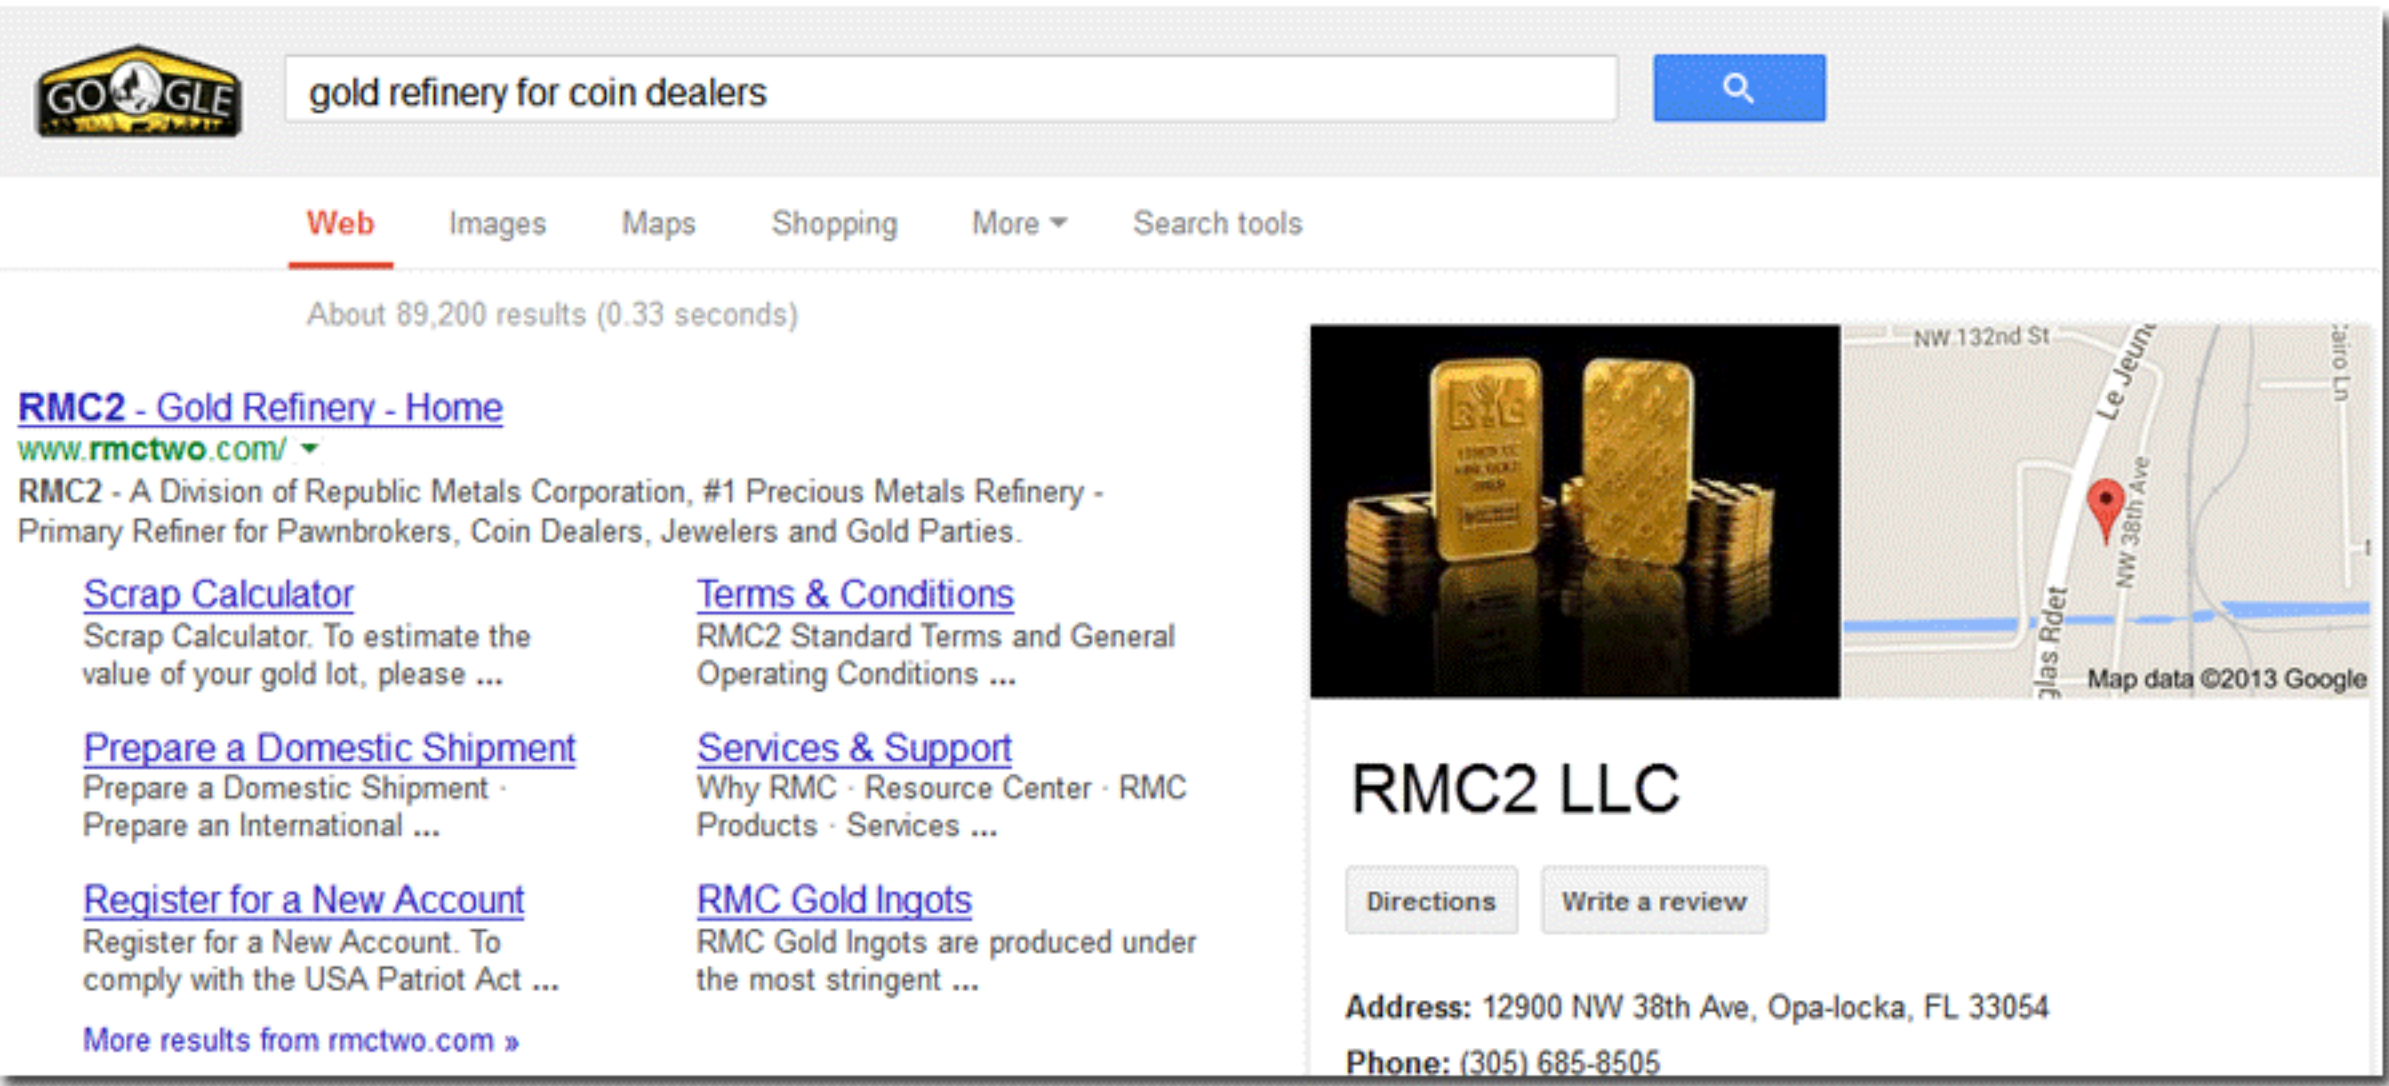 GOOGLE
gold refinery for coin dealers
Web Images Maps Shopping More Search tools
About 89,200 results (0.33 seconds)
RMC2 - Gold Refinery - Home
www.rmctwo.com/
RMC2 - A Division of Republic Metals Corporation, #1 Precious Metals Refinery -
Primary Refiner for Pawnbrokers, Coin Dealers, Jewelers and Gold Parties.
Scrap Calculator
Scrap Calculator. To estimate the
value of your gold lot, please ...
Terms & Conditions
RMC2 Standard Terms and General
Operating Conditions ...
Prepare a Domestic Shipment
Prepare a Domestic Shipment ·
Prepare an International ...
Services & Support
Why RMC · Resource Center · RMC
Products · Services ...
Register for a New Account
Register for a New Account. To
comply with the USA Patriot Act ...
RMC Gold Ingots
RMC Gold Ingots are produced under
the most stringent ...
More results from rmctwo.com »
NW 132nd St
Le Jeune
NW 38th Ave
Map data ©2013 Google
RMC2 LLC
Directions
Write a review
Address: 12900 NW 38th Ave, Opa-locka, FL 33054
Phone: (305) 685-8505